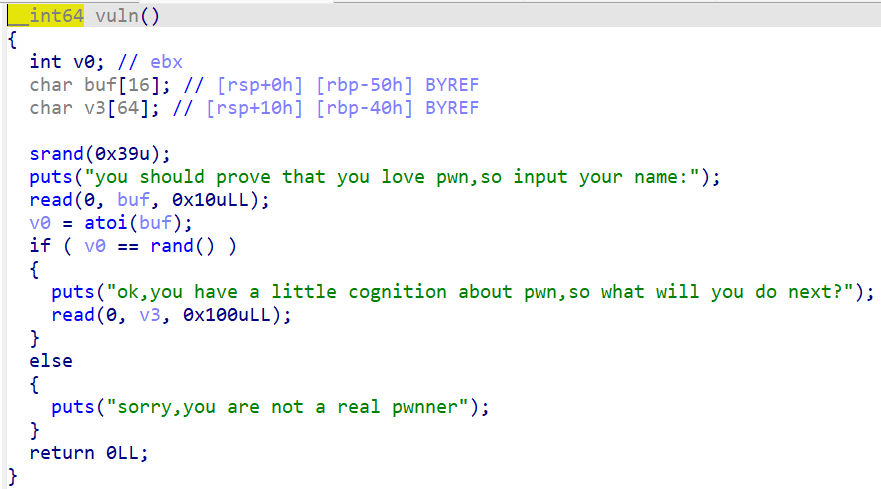 __int64 vuln()
{
int v0; // ebx
char buf[16]; // [rsp+0h] [rbp-50h] BYREF
char v3[64]; // [rsp+10h] [rbp-40h] BYREF
srand(0x39u);
puts("you should prove that you love pwn,so input your name:");
read(0, buf, 0x10uLL);
v0 = atoi(buf);
if ( v0 == rand() )
{
puts("ok,you have a little cognition about pwn,so what will you do next?");
read(0, v3, 0x100uLL);
}
else
{
puts("sorry,you are not a real pwnner");
}
return 0LL;
}